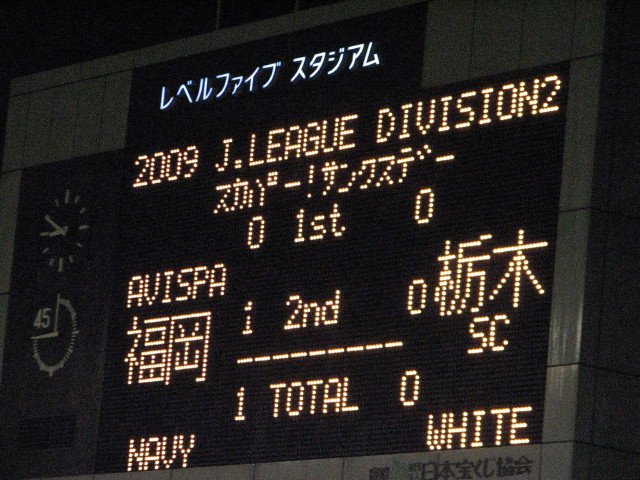 レベルファイブ スタジアム
2009 J.LEAGUE DIVISION2
スカパー!サンクスデー
0 1st 0
AVISPA
福岡 1 2nd 0 栃木
SC
1 TOTAL 0
NAVY WHITE
45
日本宝くじ協会